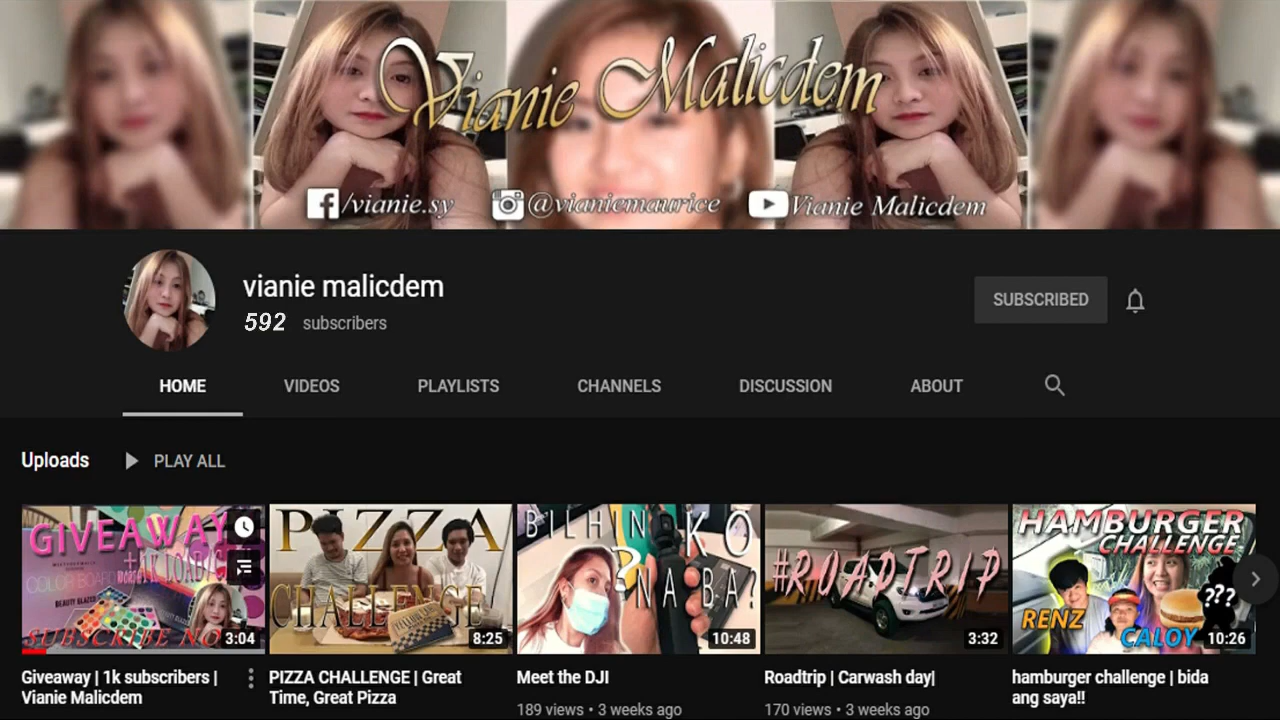 Vianie Malicdem
/vianie.sy @vianiemaurice Vianie Malicdem
vianie malicdem
592 subscribers
SUBSCRIBED
HOME VIDEOS PLAYLISTS CHANNELS DISCUSSION ABOUT
Uploads PLAY ALL
GIVEAWAY
COLOR BOARD
BEAUTY GLAZED
SUBSCRIBE NO
3:04
Giveaway | 1k subscribers |
Vianie Malicdem
PIZZA
CHALLENGE
8:25
PIZZA CHALLENGE | Great
Time, Great Pizza
BILHIN KO
NA BA?
10:48
Meet the DJI
189 views • 3 weeks ago
#ROADTRIP
3:32
Roadtrip | Carwash day|
170 views • 3 weeks ago
HAMBURGER
CHALLENGE
???
RENZ
CALOY
10:26
hamburger challenge | bida
ang saya!!